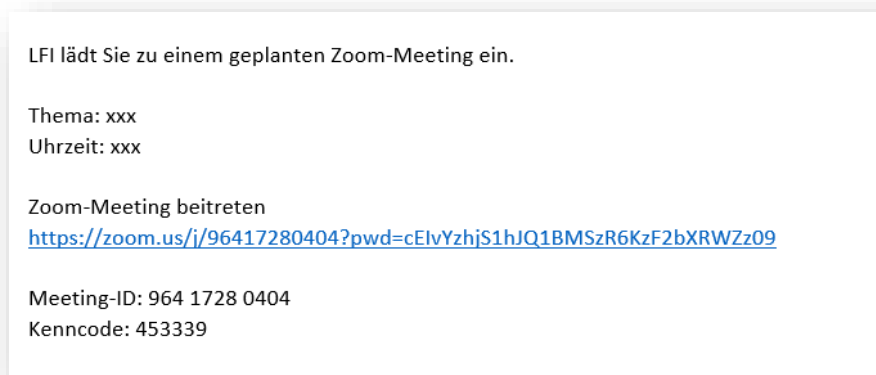 LFI lädt Sie zu einem geplanten Zoom-Meeting ein.
Thema: xxx
Uhrzeit: xxx
Zoom-Meeting beitreten
https://zoom.us/j/96417280404?pwd=cEIvYzhjS1hJQ1BMSzR6KzF2bXRWZz09
Meeting-ID: 964 1728 0404
Kenncode: 453339